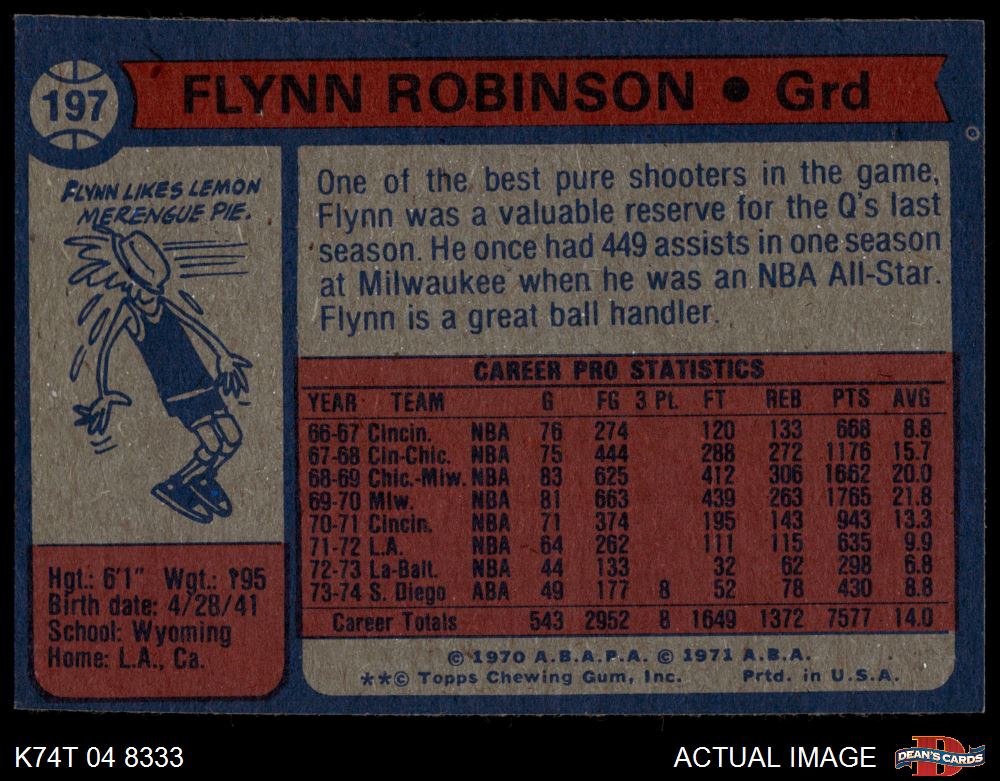 197
FLYNN ROBINSON • Grd
FLYNN LIKES LEMON
MERENGUE PIE.
One of the best pure shooters in the game,
Flynn was a valuable reserve for the Q's last
season. He once had 449 assists in one season
at Milwaukee when he was an NBA All-Star.
Flynn is a great ball handler.
CAREER PRO STATISTICS
YEAR TEAM G FG 3 Pt. FT REB PTS AVG
66-67 Cincin. NBA 76 274 120 133 668 8.8
67-68 Cin-Chic. NBA 75 444 288 272 1176 15.7
68-69 Chic.-Mlw. NBA 83 625 412 306 1662 20.0
69-70 Mlw. NBA 81 663 439 263 1765 21.8
70-71 Cincin. NBA 71 374 195 143 943 13.3
71-72 L.A. NBA 64 262 111 115 635 9.9
72-73 La-Balt. NBA 44 133 32 62 298 6.8
73-74 S. Diego ABA 49 177 8 52 78 430 8.8
Career Totals 543 2952 8 1649 1372 7577 14.0
Hgt.: 6'1" Wgt.: 195
Birth date: 4/28/41
School: Wyoming
Home: L.A., Ca.
© 1970 A.B.A.P.A. © 1971 A.B.A.
**© Topps Chewing Gum, Inc. Prtd. in U.S.A.
K74T 04 8333
ACTUAL IMAGE
D
DEAN'S CARDS